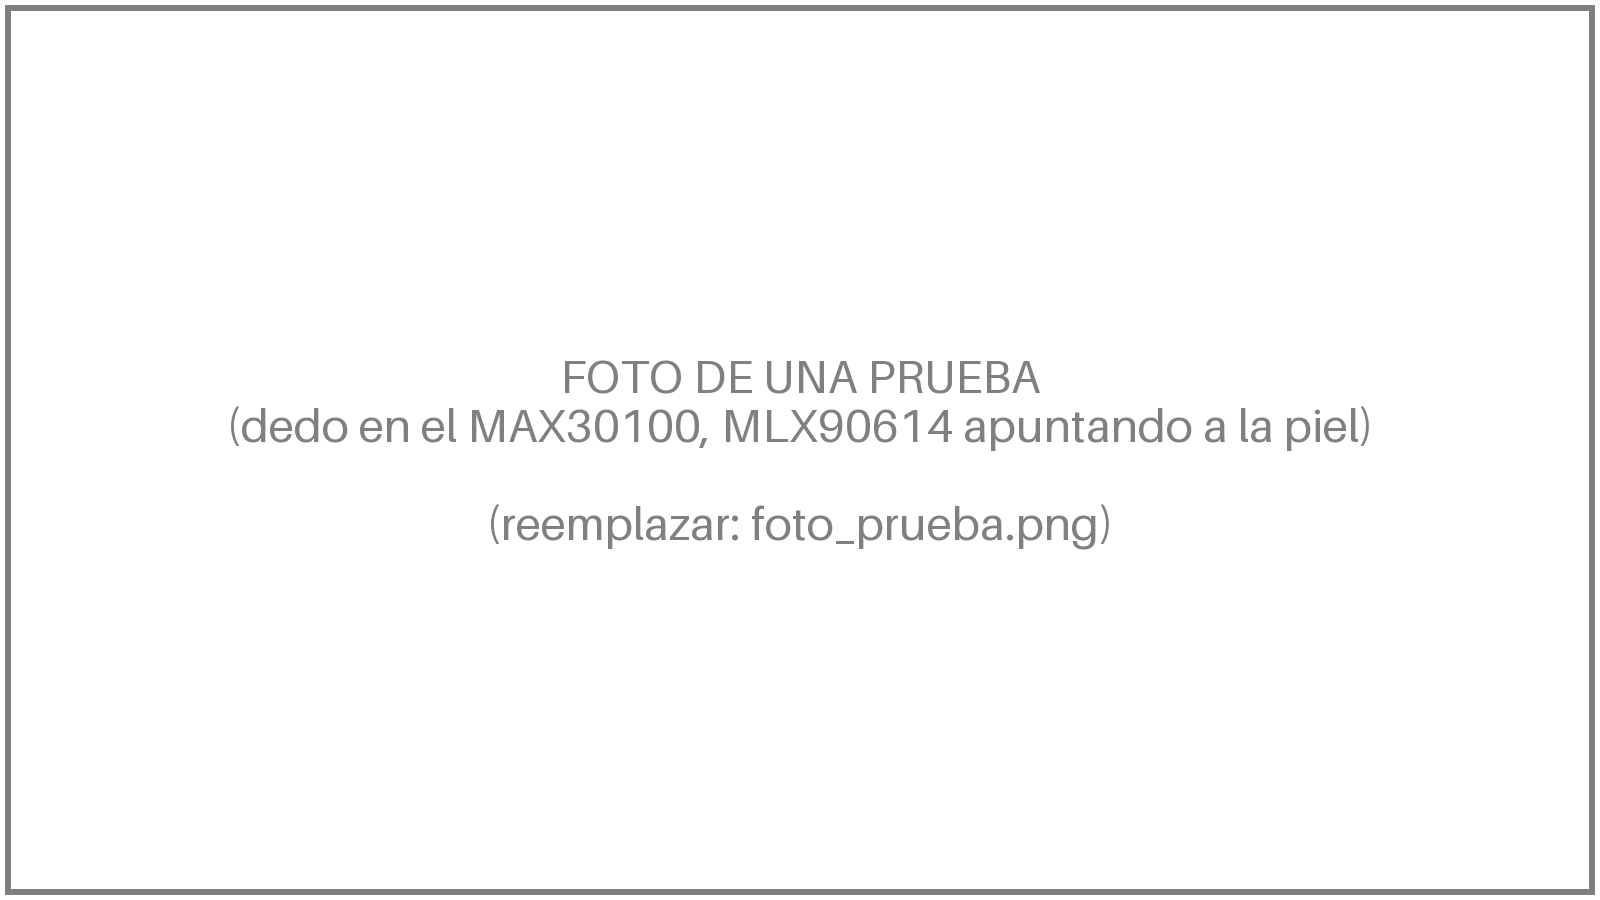 FOTO DE UNA PRUEBA
(dedo en el MAX30100, MLX90614 apuntando a la piel)
(reemplazar: foto_prueba.png)